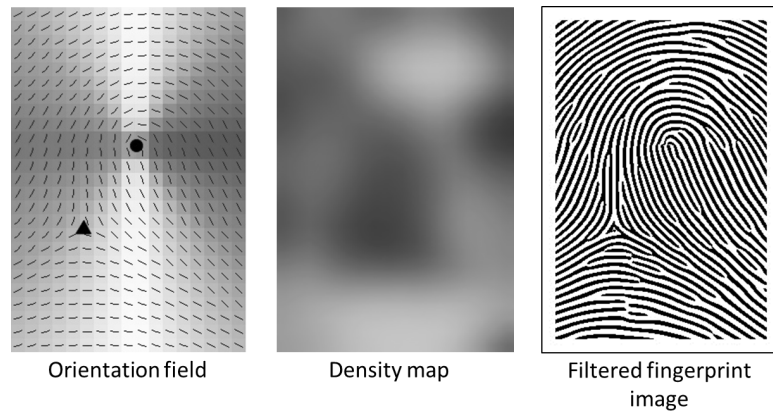 Orientation field
Density map
Filtered fingerprint
image